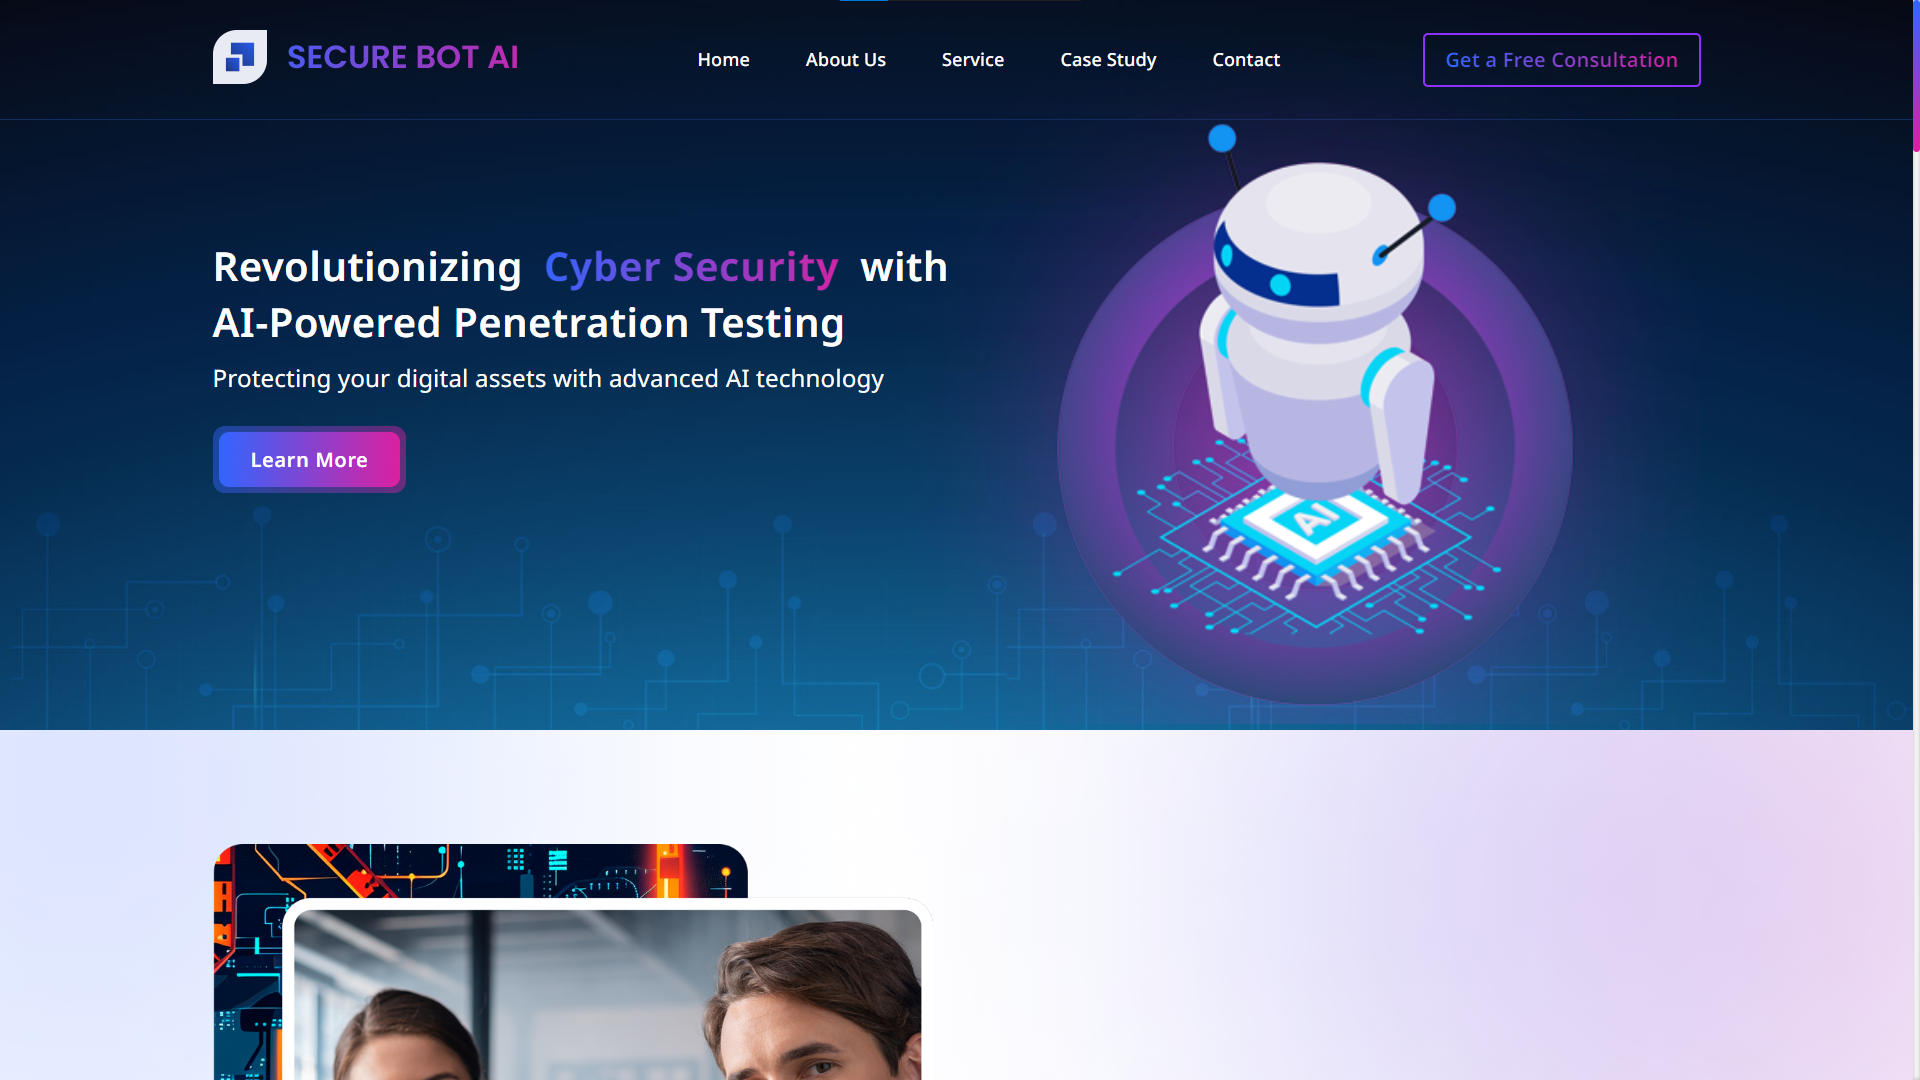 SECURE BOT AI
Home
About Us
Service
Case Study
Contact
Get a Free Consultation
Revolutionizing Cyber Security with
AI-Powered Penetration Testing
Protecting your digital assets with advanced AI technology
Learn More
AI